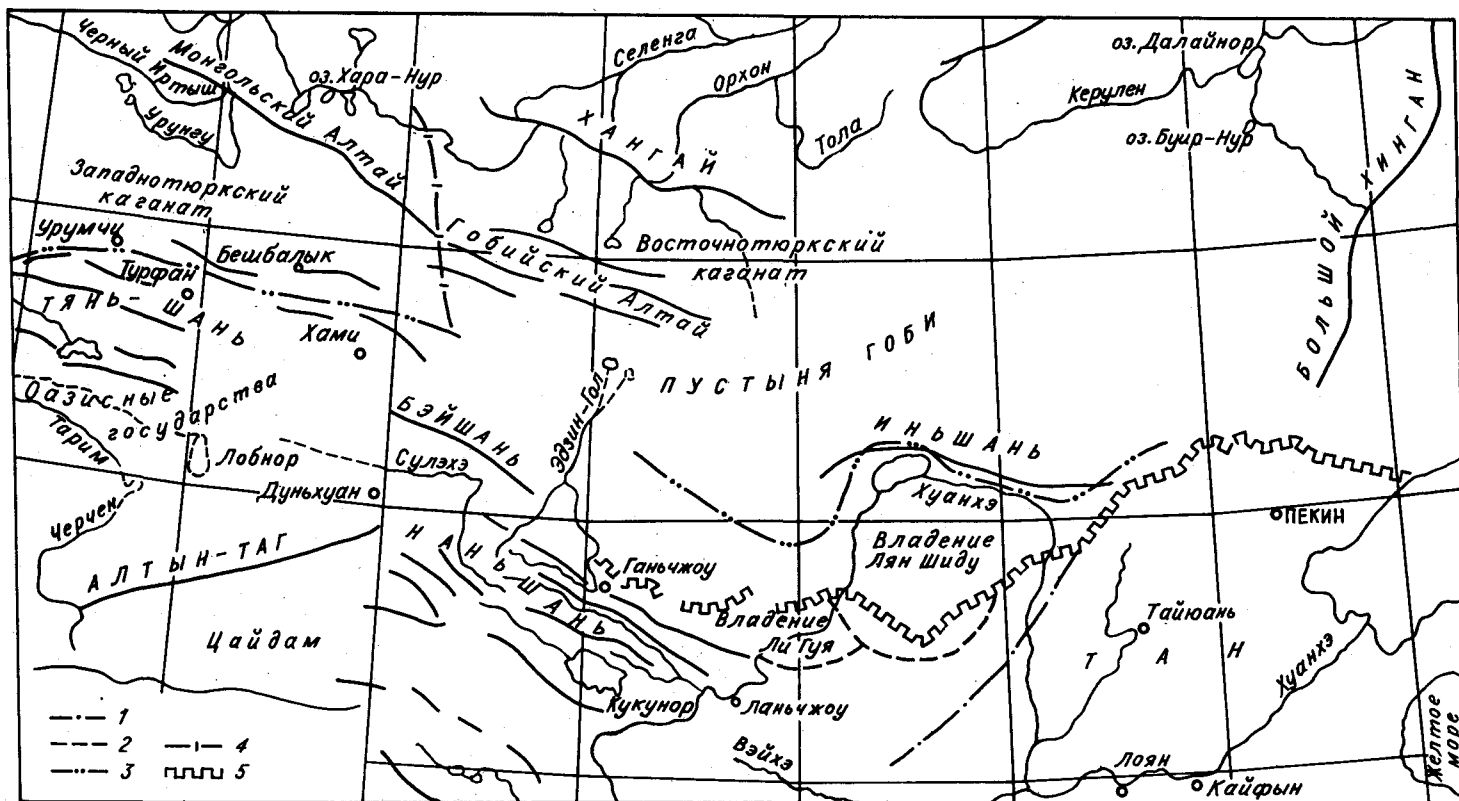 Черный Иртыш
Монгольский Алтай
оз. Хара-Нур
Селенга
Орхон
Тола
оз. Далайнор
Керулен
оз. Буир-Нур
БОЛЬШОЙ ХИНГАН
Урунгу
ХАНГАЙ
Западнотюркский
каганат
Урумчу
Бешбалык
Турфан
ТЯНЬ-ШАНЬ
Хами
Гобийский Алтай
Восточнотюркский
каганат
ПУСТЫНЯ ГОБИ
Оазисные
государства
Тарим
Лобнор
Черчен
БЭЙШАНЬ
Сулэхэ
Эдзин-Гол
Дуньхуан
ИНЬШАНЬ
Хуанхэ
ПЕКИН
АЛТЫН-ТАГ
НАНЬ-ШАНЬ
Ганьчжоу
Владение
Лян Шиду
Владение
Ли Гуя
Тайюань
ТАН
Хуанхэ
Цайдам
Кукунор
Ланьчжоу
Вэйхэ
Лоян
Кайфын
Желтое
море
1
2
3
4
5